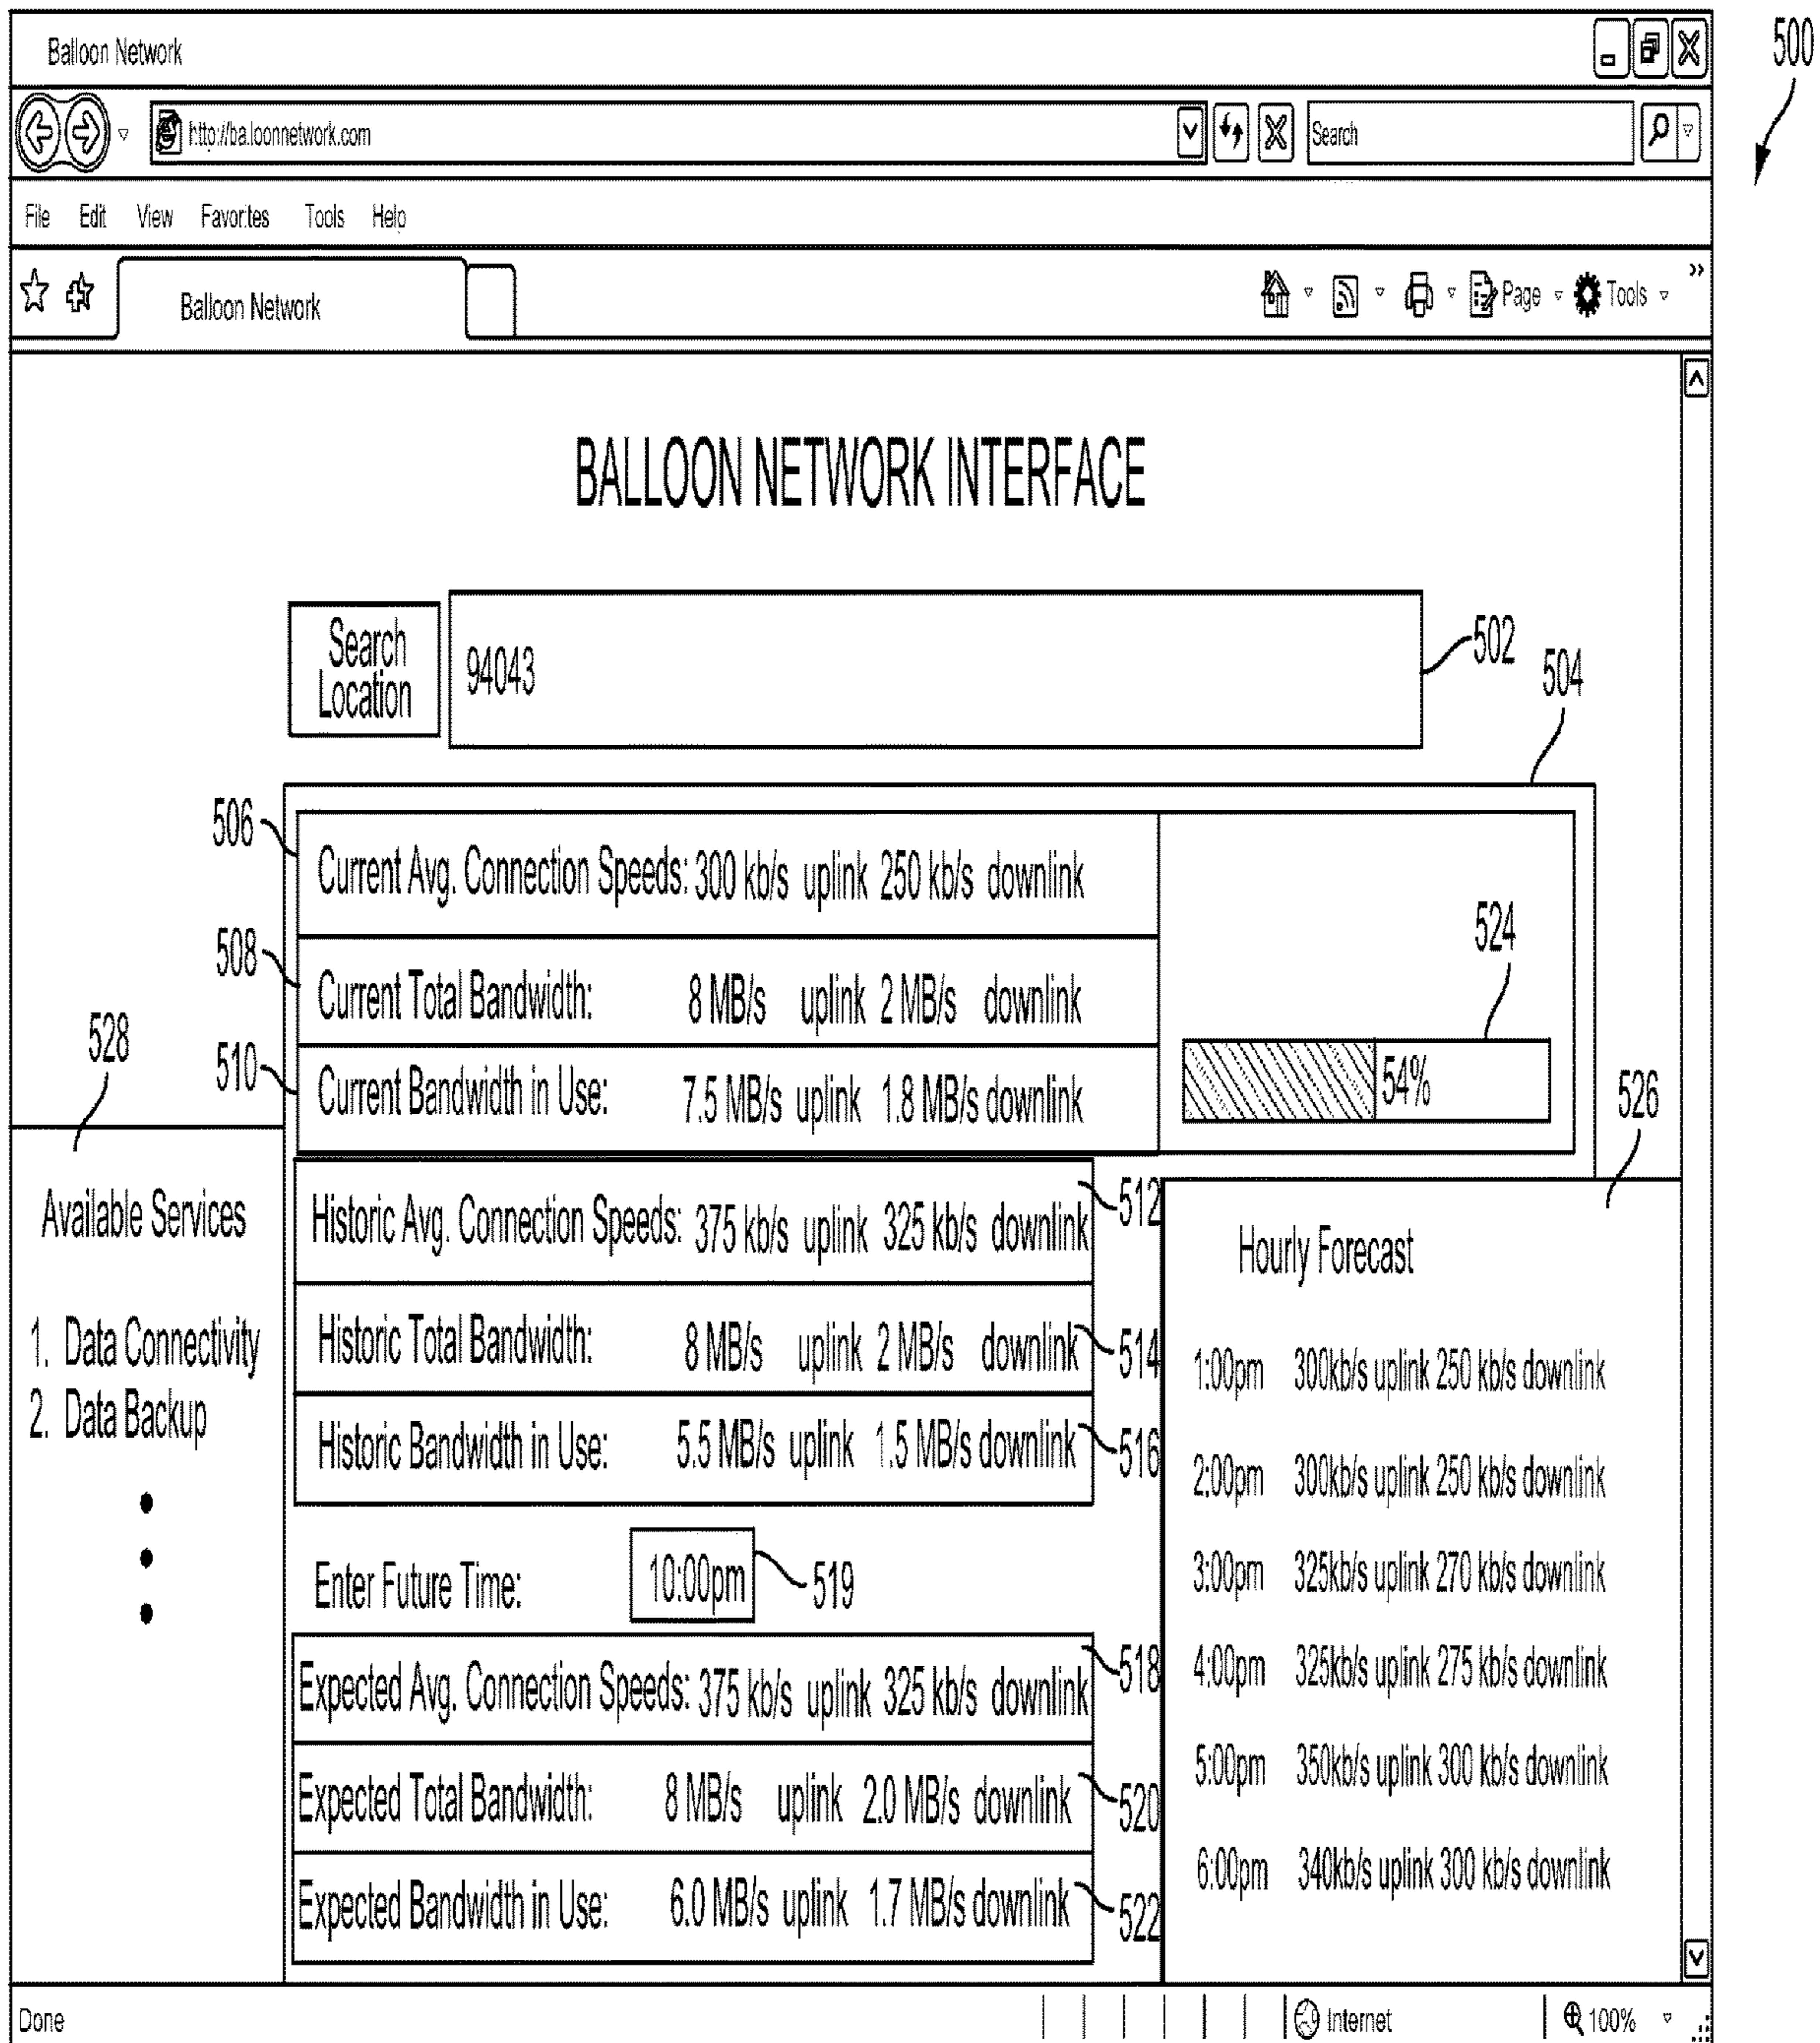 Balloon Network
500
http://ba.loonnetwork.com
Search
File Edit View Favorites Tools Help
Balloon Network
Page Tools »
BALLOON NETWORK INTERFACE
Search
Location
94043
502
504
506
Current Avg. Connection Speeds: 300 kb/s uplink 250 kb/s downlink
508
Current Total Bandwidth: 8 MB/s uplink 2 MB/s downlink
524
510
Current Bandwidth in Use: 7.5 MB/s uplink 1.8 MB/s downlink
54%
526
528
Available Services
1. Data Connectivity
2. Data Backup
Historic Avg. Connection Speeds: 375 kb/s uplink 325 kb/s downlink
512
Historic Total Bandwidth: 8 MB/s uplink 2 MB/s downlink
514
Historic Bandwidth in Use: 5.5 MB/s uplink 1.5 MB/s downlink
516
Enter Future Time: 10:00pm
519
Expected Avg. Connection Speeds: 375 kb/s uplink 325 kb/s downlink
518
Expected Total Bandwidth: 8 MB/s uplink 2.0 MB/s downlink
520
Expected Bandwidth in Use: 6.0 MB/s uplink 1.7 MB/s downlink
522
Hourly Forecast
1:00pm 300kb/s uplink 250 kb/s downlink
2:00pm 300kb/s uplink 250 kb/s downlink
3:00pm 325kb/s uplink 270 kb/s downlink
4:00pm 325kb/s uplink 275 kb/s downlink
5:00pm 350kb/s uplink 300 kb/s downlink
6:00pm 340kb/s uplink 300 kb/s downlink
Done
Internet
100%